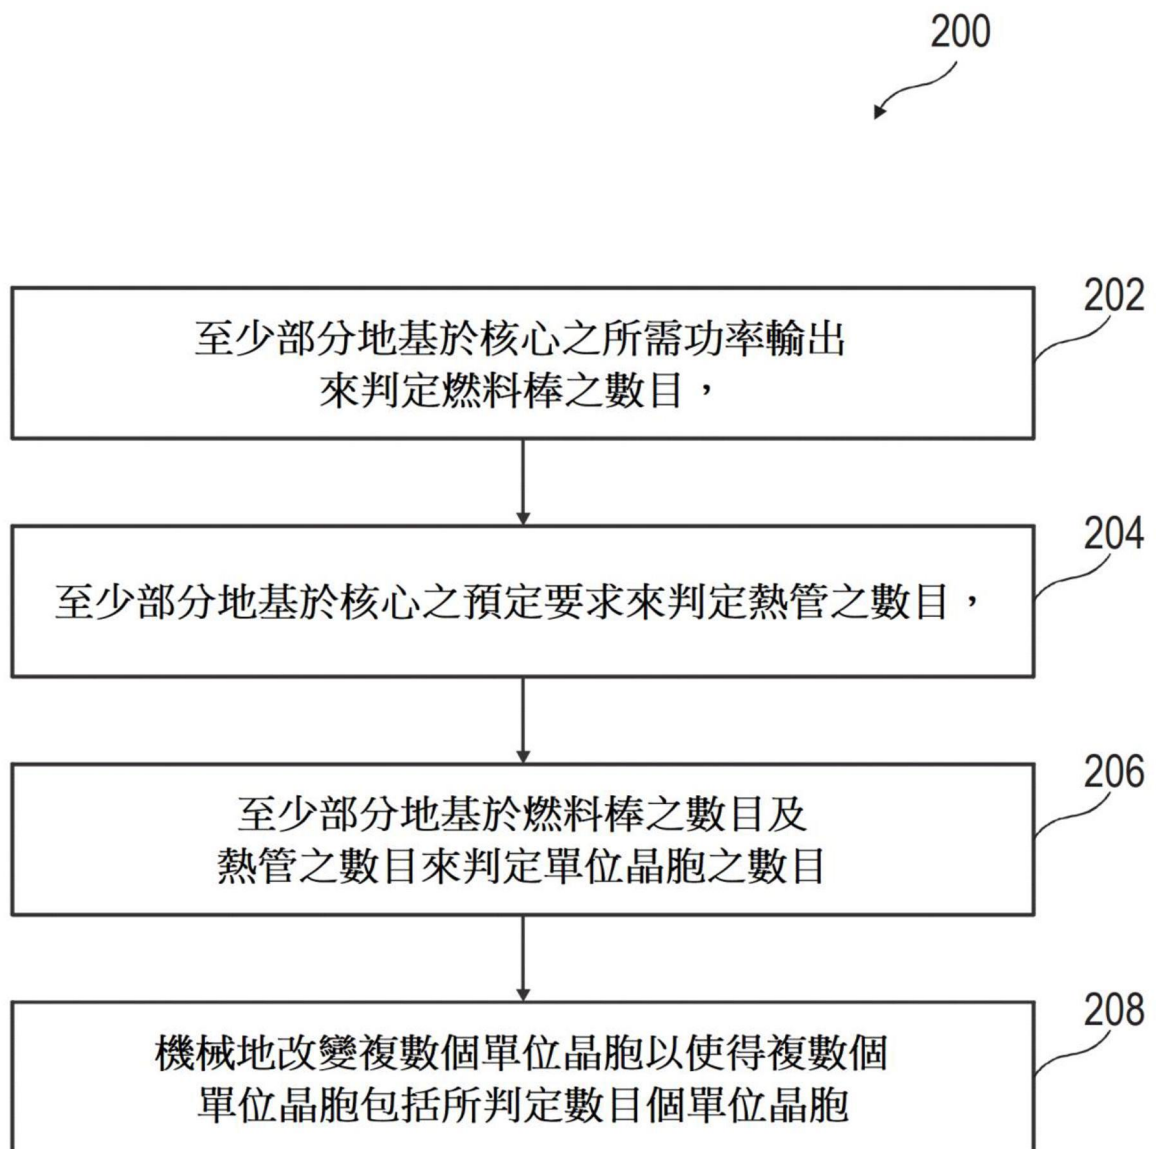 200
202
至少部分地基於核心之所需功率輸出
來判定燃料棒之數目，
204
至少部分地基於核心之預定要求來判定熱管之數目，
206
至少部分地基於燃料棒之數目及
熱管之數目來判定單位晶胞之數目
208
機械地改變複數個單位晶胞以使得複數個
單位晶胞包括所判定數目個單位晶胞